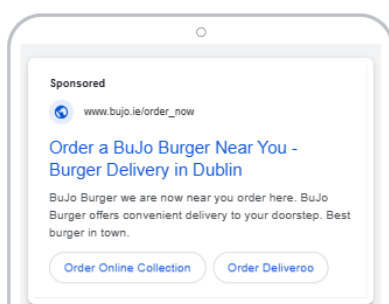 Sponsored
www.bujo.ie/order_now
Order a BuJo Burger Near You -
Burger Delivery in Dublin
BuJo Burger we are now near you order here. BuJo
Burger offers convenient delivery to your doorstep. Best
burger in town.
Order Online Collection
Order Deliveroo